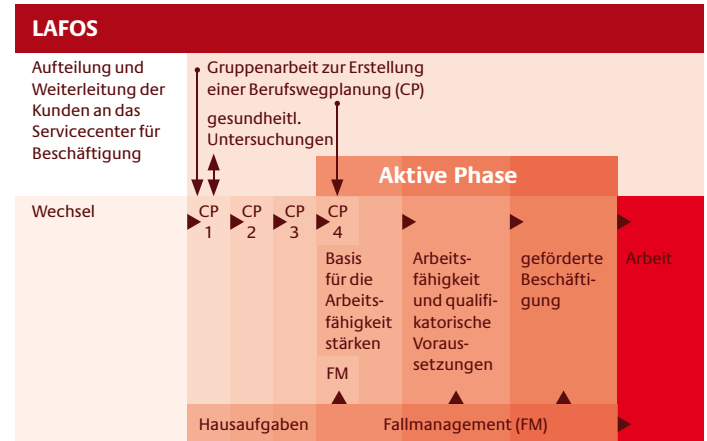 LAFOS
Aufteilung und
Weiterleitung der
Kunden an das
Servicecenter für
Beschäftigung
Gruppenarbeit zur Erstellung
einer Berufswegplanung (CP)
gesundheitl.
Untersuchungen
Aktive Phase
Wechsel
CP
1
CP
2
CP
3
CP
4
Basis
für die
Arbeits-
fähigkeit
stärken
FM
Arbeits-
fähigkeit
und qualifi-
katorische
Voraus-
setzungen
geförderte
Beschäfti-
gung
Arbeit
Hausaufgaben
Fallmanagement (FM)